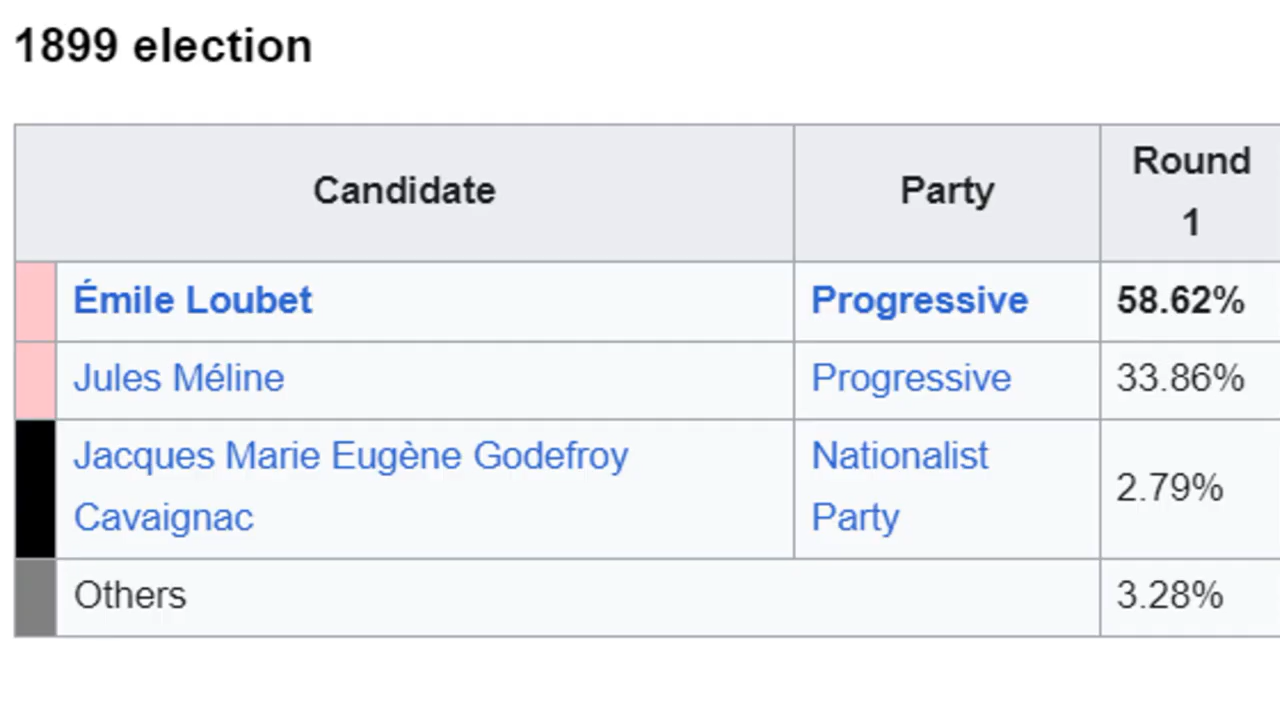 1899 election
Candidate
Party
Round
1
Émile Loubet
Progressive
58.62%
Jules Méline
Progressive
33.86%
Jacques Marie Eugène Godefroy
Cavaignac
Nationalist
Party
2.79%
Others
3.28%